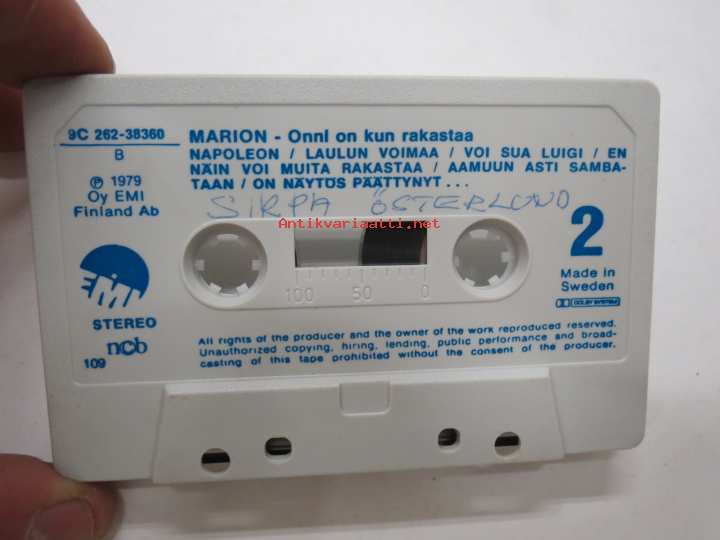 9C 262-38360
B
℗ 1979
Oy EMI
Finland Ab
MARION - Onni on kun rakastaa
NAPOLEON / LAULUN VOIMAA / VOI SUA LUIGI / EN
NÄIN VOI MUITA RAKASTAA / AAMUUN ASTI SAMBA-
TAAN / ON NÄYTÖS PÄÄTTYNYT ...
SIRPA ÖSTERLUND
Antikvariaatti.net
2
Made in
Sweden
DOLBY SYSTEM
100 50 0
EMI
STEREO
ncb
109
All rights of the producer and the owner of the work reproduced reserved.
Unauthorized copying, hiring, lending, public performance and broad-
casting of this tape prohibited without the consent of the producer.